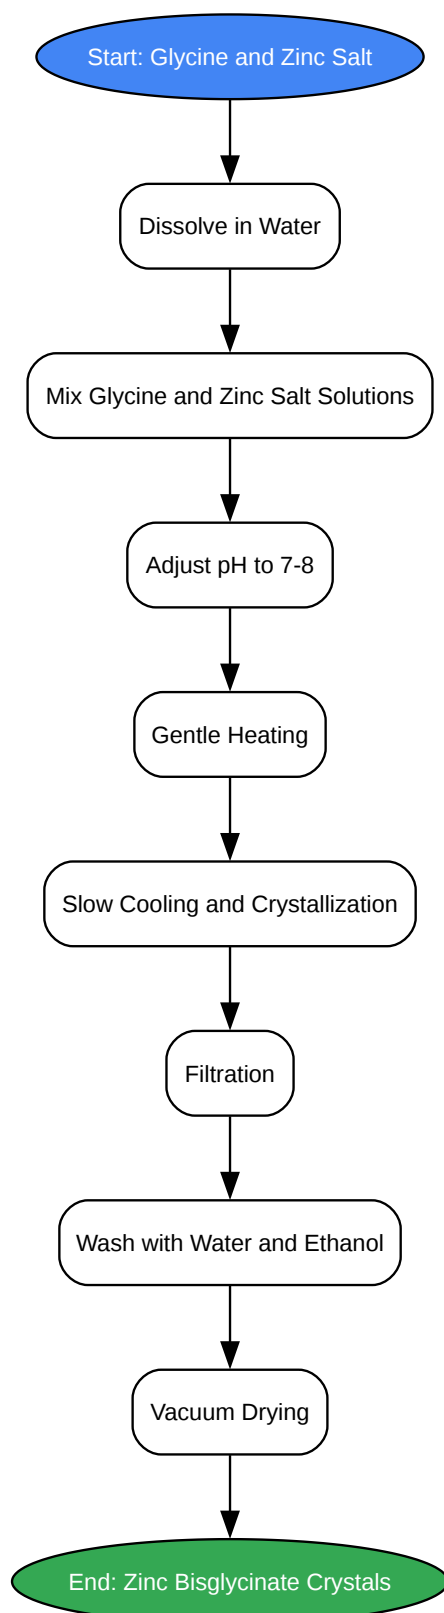 Start: Glycine and Zinc Salt
Dissolve in Water
Mix Glycine and Zinc Salt Solutions
Adjust pH to 7-8
Gentle Heating
Slow Cooling and Crystallization
Filtration
Wash with Water and Ethanol
Vacuum Drying
End: Zinc Bisglycinate Crystals